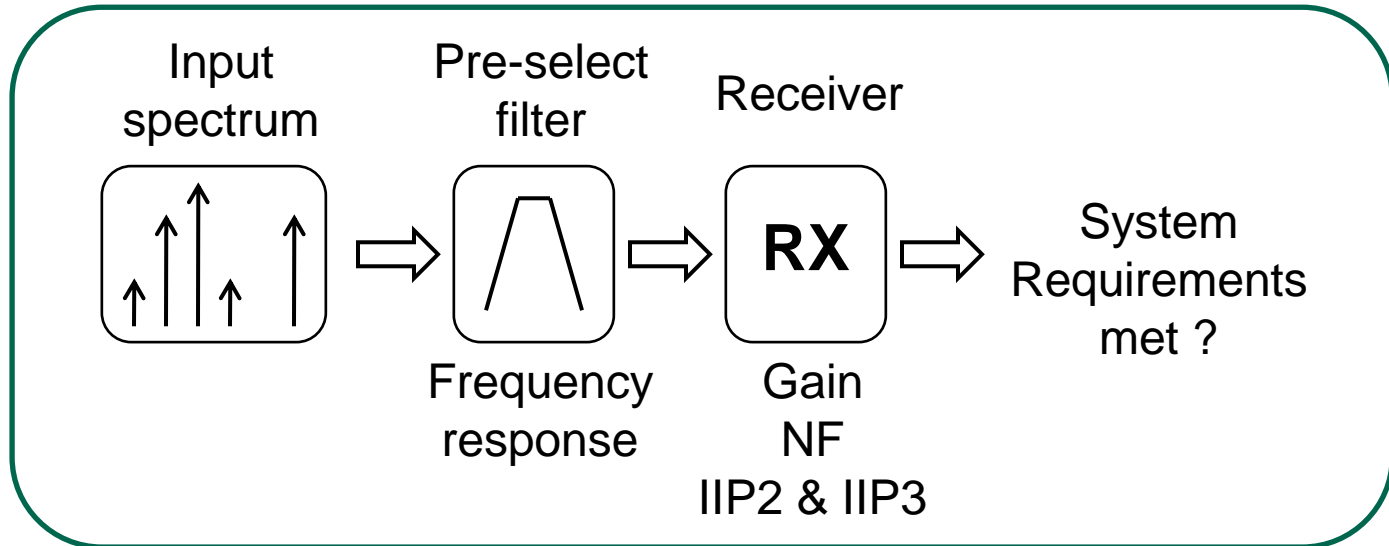 Input
spectrum
Pre-select
filter
Receiver
RX
System
Requirements
met ?
Frequency
response
Gain
NF
IIP2 & IIP3